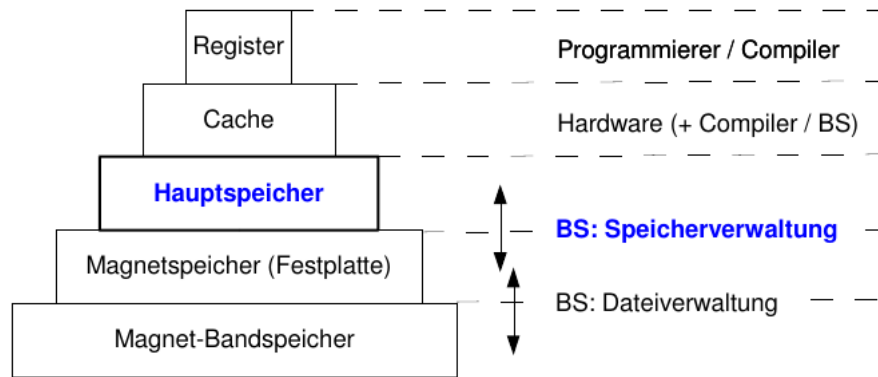 Register
Programmierer / Compiler
Cache
Hardware (+ Compiler / BS)
Hauptspeicher
BS: Speicherverwaltung
Magnetspeicher (Festplatte)
BS: Dateiverwaltung
Magnet-Bandspeicher